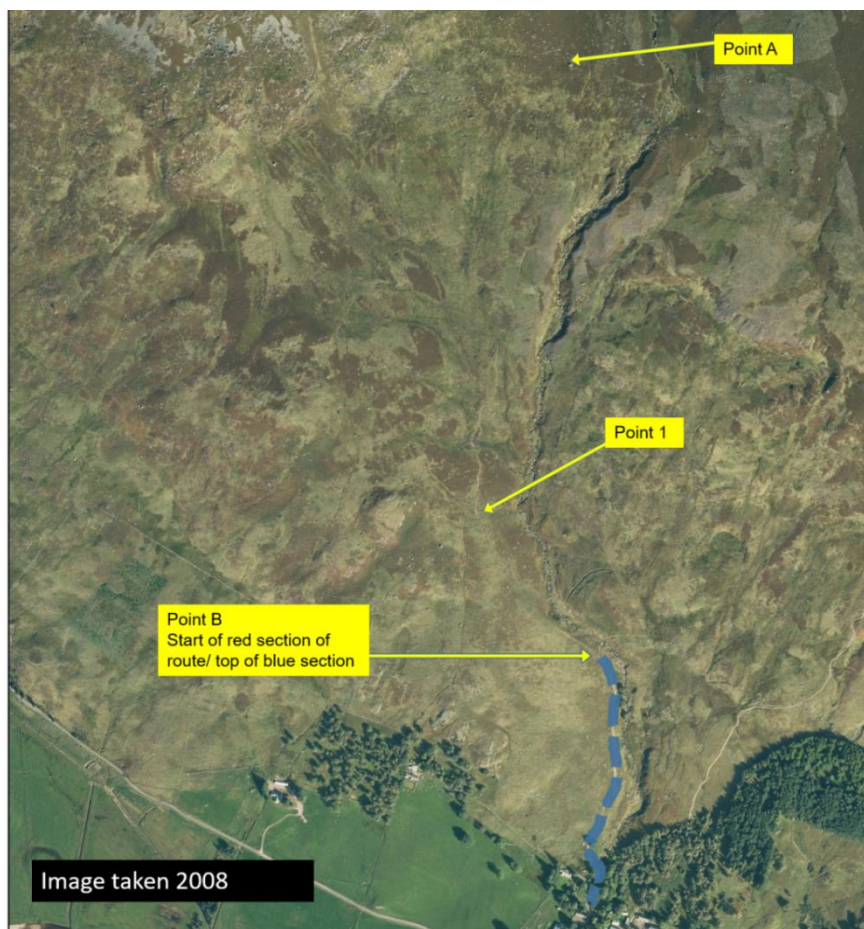 Point A
Point 1
Point B
Start of red section of
route/ top of blue section
Image taken 2008